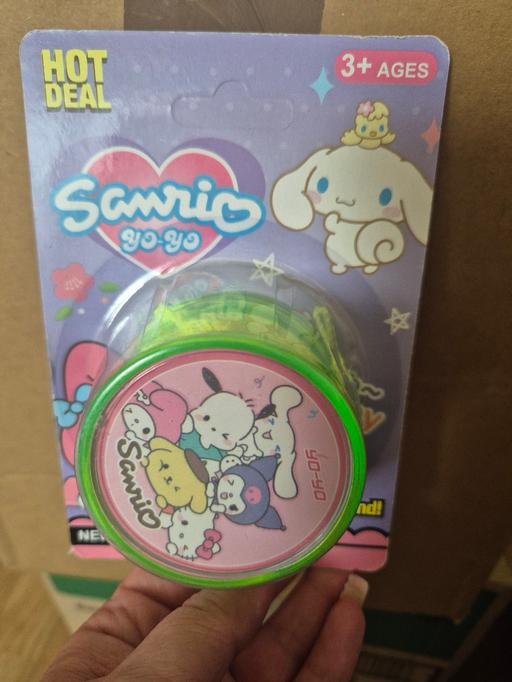 HOT
DEAL
3+ AGES
Sanrio
yo-yo
Sanrio
yo-yo
nd!
NE